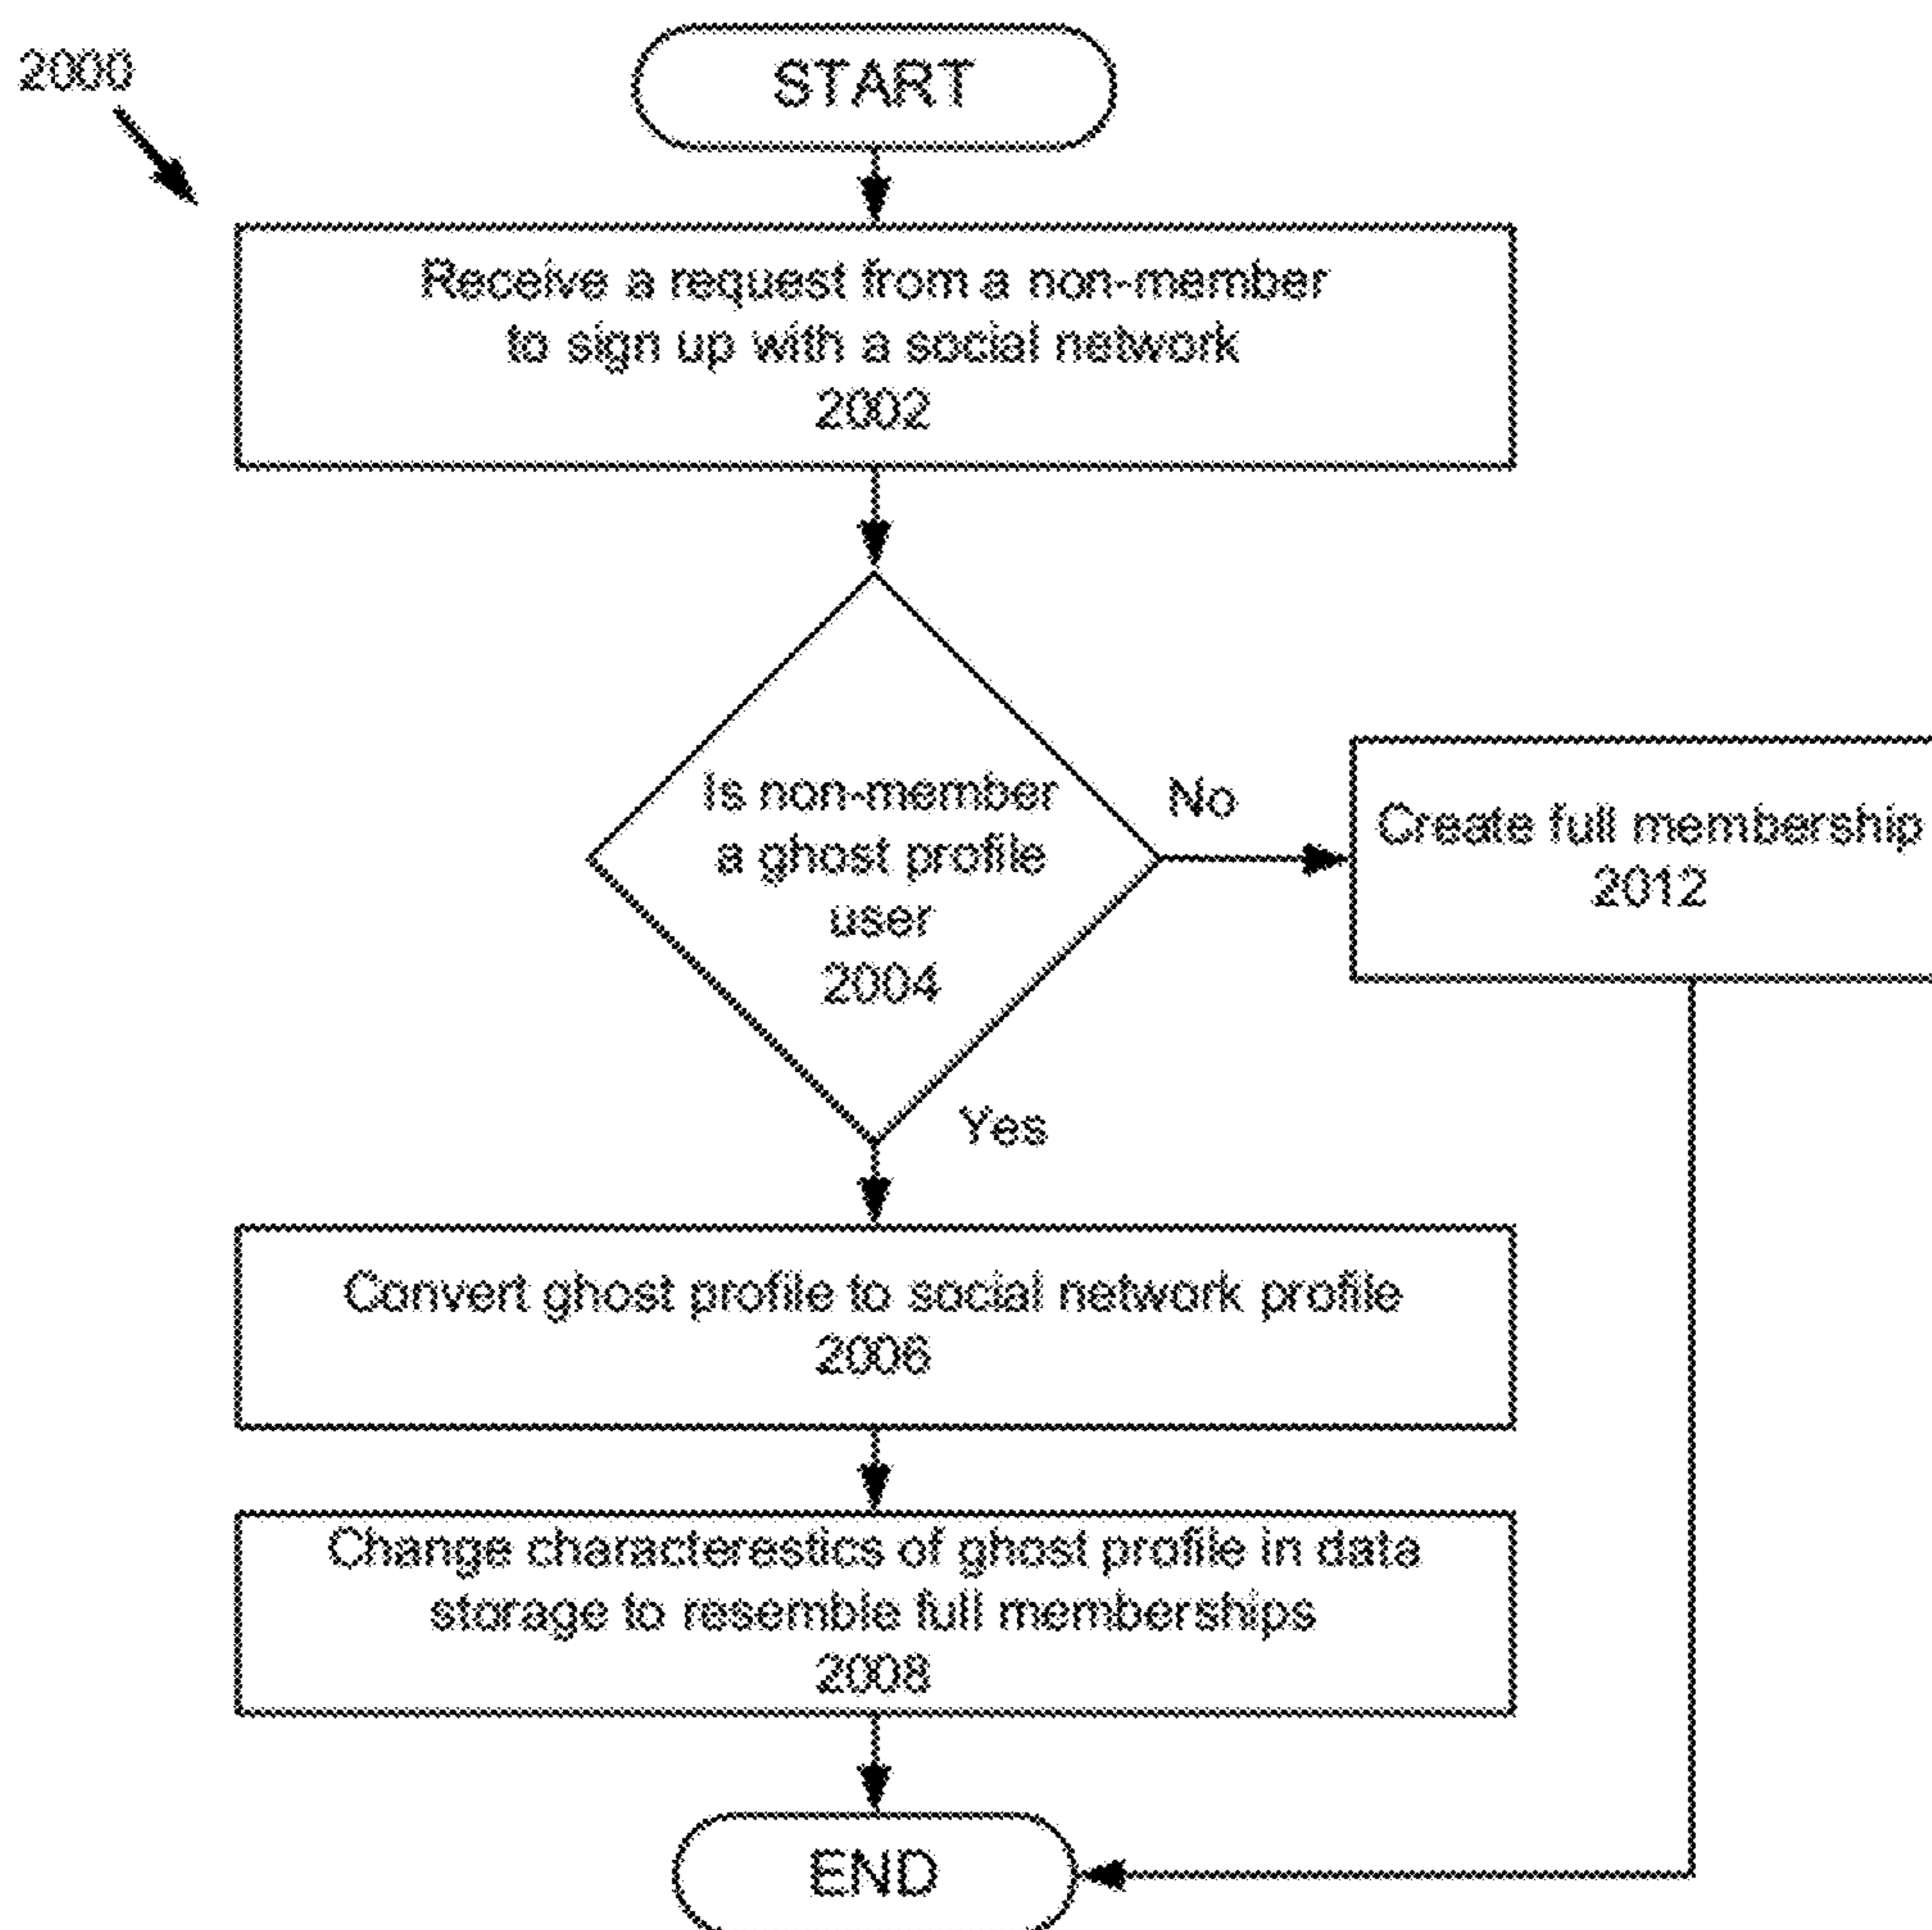 2000
START
Receive a request from a non-member
to sign up with a social network
2002
Is non-member
a ghost profile
user
2004
No
Create full membership
2012
Yes
Convert ghost profile to social network profile
2006
Change characterestics of ghost profile in data
storage to resemble full memberships
2008
END